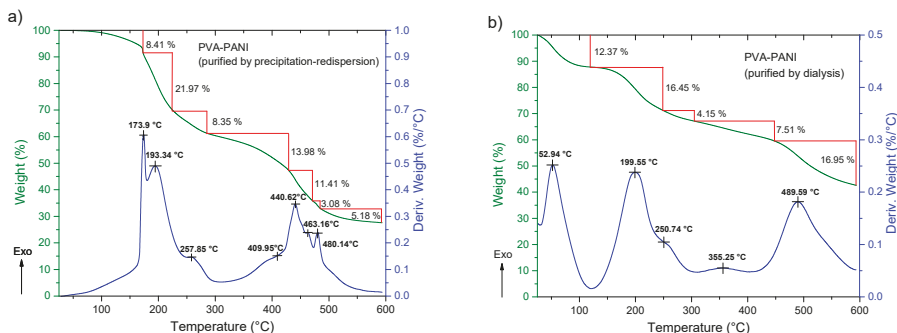 a)
PVA-PANI
(purified by precipitation-redispersion)
8.41 %
21.97 %
8.35 %
13.98 %
11.41 %
3.08 %
5.18 %
173.9 °C
193.34 °C
257.85 °C
409.95°C
440.62°C
463.16°C
480.14°C
100
90
80
70
60
50
40
30
20
10
0
Weight (%)
Exo
1.0
0.9
0.8
0.7
0.6
0.5
0.4
0.3
0.2
0.1
0.0
Deriv. Weight (%/°C)
100 200 300 400 500 600
Temperature (°C)
b)
PVA-PANI
(purified by dialysis)
12.37 %
16.45 %
4.15 %
7.51 %
16.95 %
52.94 °C
199.55 °C
250.74 °C
355.25 °C
489.59 °C
100
90
80
70
60
50
40
30
20
10
0
Weight (%)
Exo
0.5
0.4
0.3
0.2
0.1
0.0
Deriv. Weight (%/°C)
100 200 300 400 500 600
Temperature (°C)